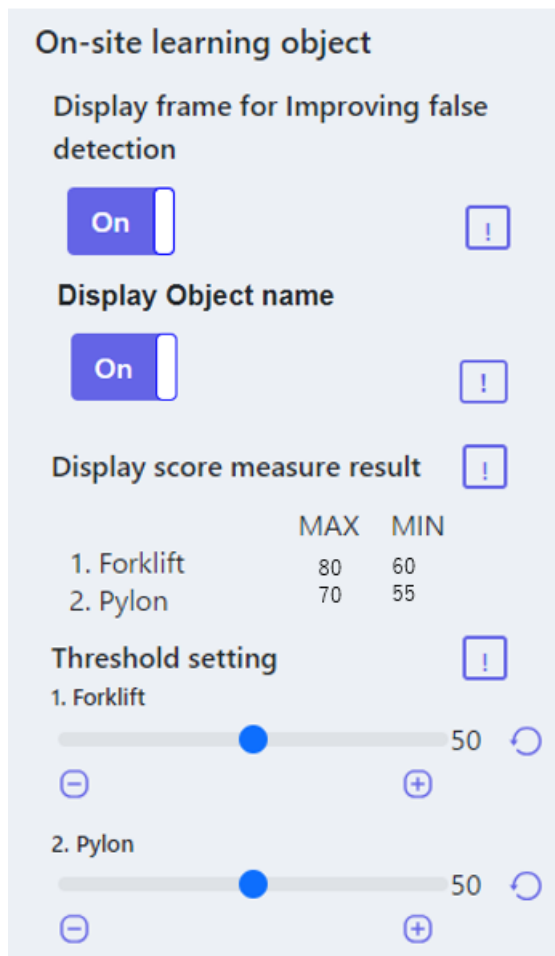 On-site learning object
Display frame for Improving false
detection
On
!
Display Object name
On
!
Display score measure result !
MAX MIN
1. Forklift 80 60
2. Pylon 70 55
Threshold setting !
1. Forklift
50
2. Pylon
50